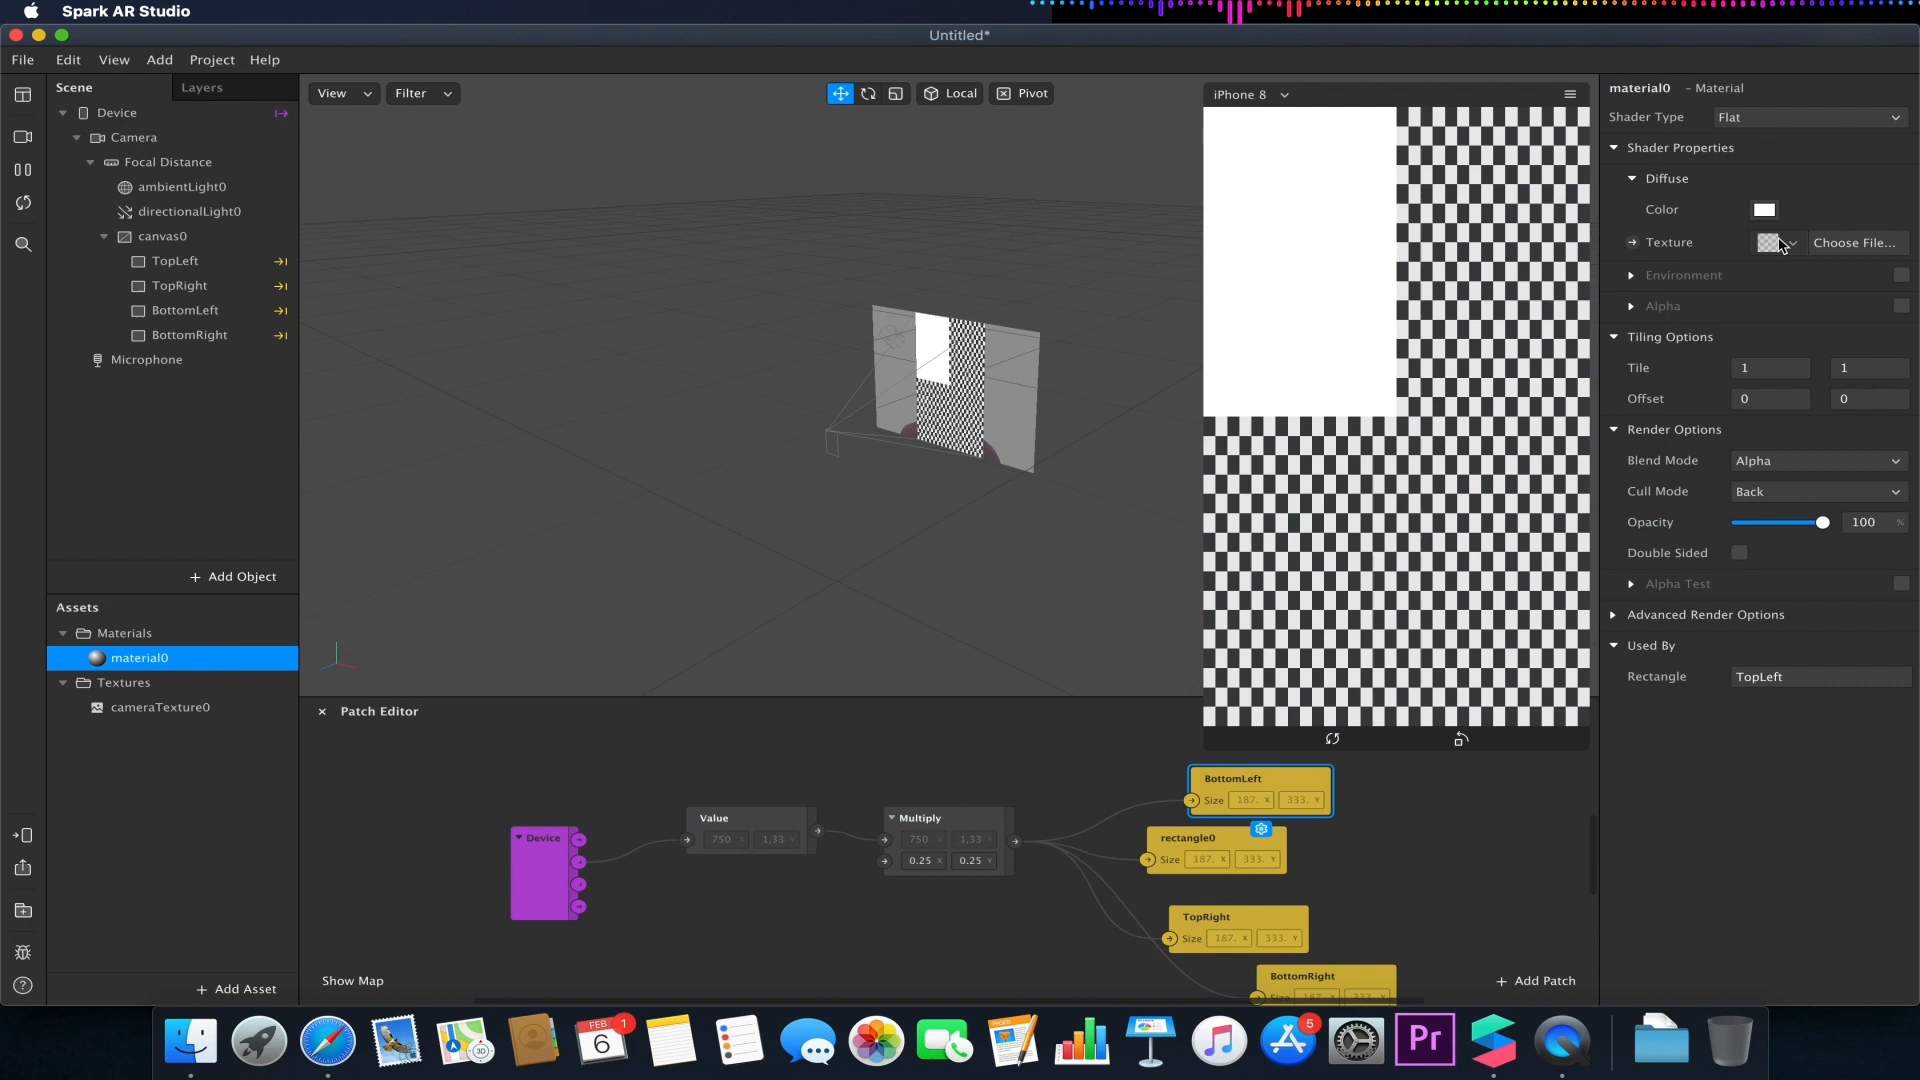 Spark AR Studio
Untitled*
File Edit View Add Project Help
Scene Layers
Device
Camera
Focal Distance
ambientLight0
directionalLight0
canvas0
TopLeft
TopRight
BottomLeft
BottomRight
Microphone
+ Add Object
Assets
Materials
material0
Textures
cameraTexture0
+ Add Asset
View Filter Local Pivot
iPhone 8
Patch Editor
Device
Value
750 X 1,33 Y
Multiply
750 X 1,33 Y
0.25 X 0.25 Y
BottomLeft
Size 187. X 333. Y
rectangle0
Size 187. X 333. Y
TopRight
Size 187. X 333. Y
BottomRight
Size 187 X 333 Y
Show Map
+ Add Patch
material0 - Material
Shader Type Flat
Shader Properties
Diffuse
Color
Texture Choose File...
Environment
Alpha
Tiling Options
Tile 1 1
Offset 0 0
Render Options
Blend Mode Alpha
Cull Mode Back
Opacity 100 %
Double Sided
Alpha Test
Advanced Render Options
Used By
Rectangle TopLeft
3D
FEB 1
6
5
Pr